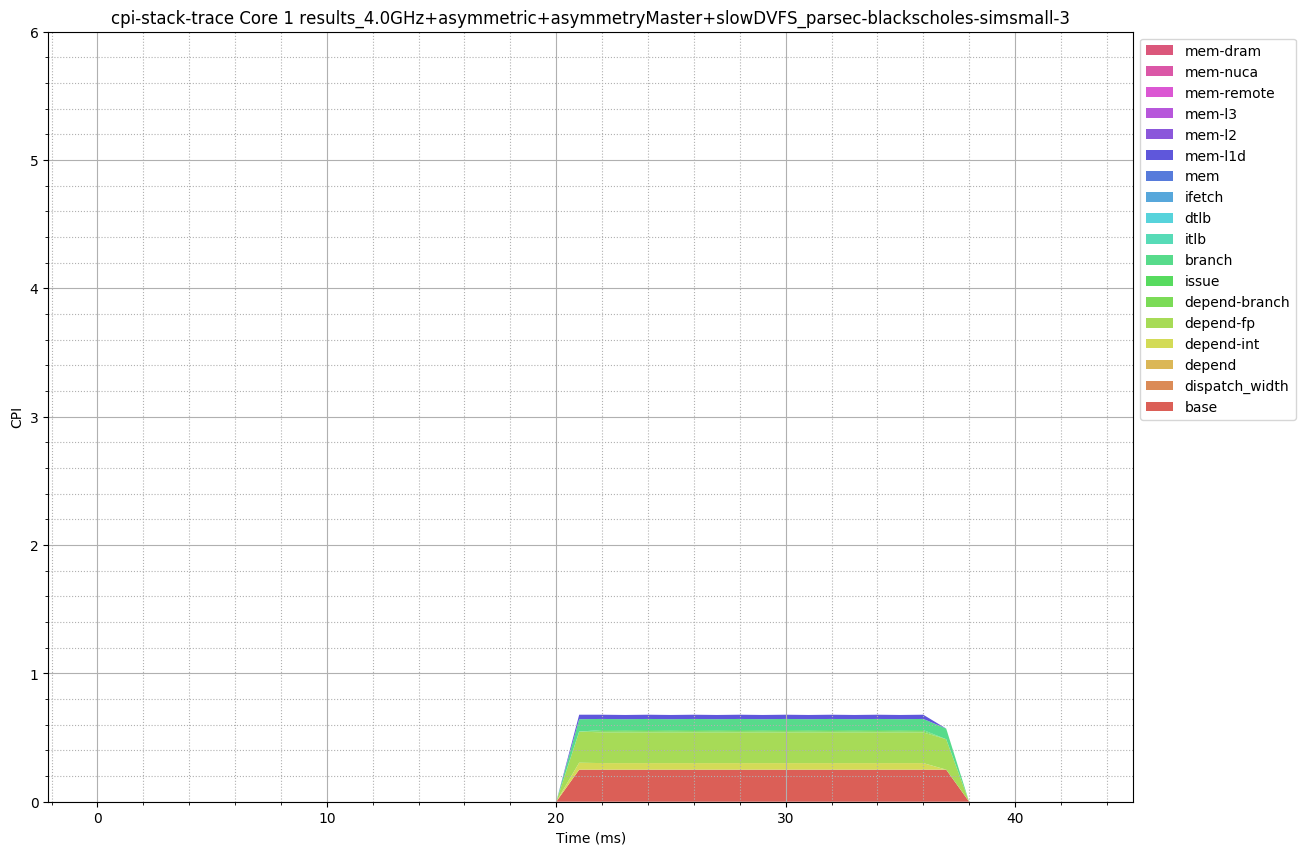 cpi-stack-trace Core 1 results_4.0GHz+asymmetric+asymmetryMaster+slowDVFS_parsec-blackscholes-simsmall-3
6
5
4
3
2
1
0
CPI
0
10
20
30
40
Time (ms)
mem-dram
mem-nuca
mem-remote
mem-l3
mem-l2
mem-l1d
mem
ifetch
dtlb
itlb
branch
issue
depend-branch
depend-fp
depend-int
depend
dispatch_width
base